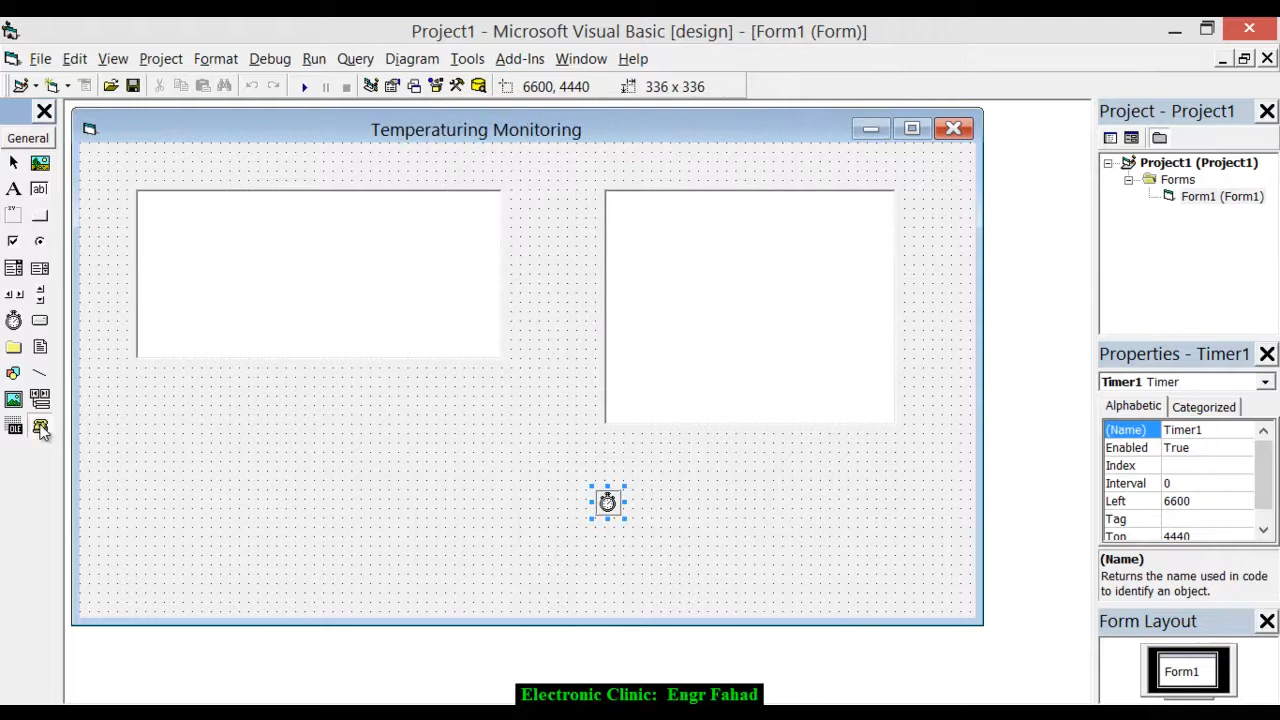 Project1 - Microsoft Visual Basic [design] - [Form1 (Form)]
File Edit View Project Format Debug Run Query Diagram Tools Add-Ins Window Help
6600, 4440 336 x 336
General
A ab|
XY
OLE
Temperaturing Monitoring
Project - Project1
Project1 (Project1)
Forms
Form1 (Form1)
Properties - Timer1
Timer1 Timer
Alphabetic Categorized
(Name) Timer1
Enabled True
Index
Interval 0
Left 6600
Tag
Top 4440
(Name)
Returns the name used in code
to identify an object.
Form Layout
Form1
Electronic Clinic: Engr Fahad